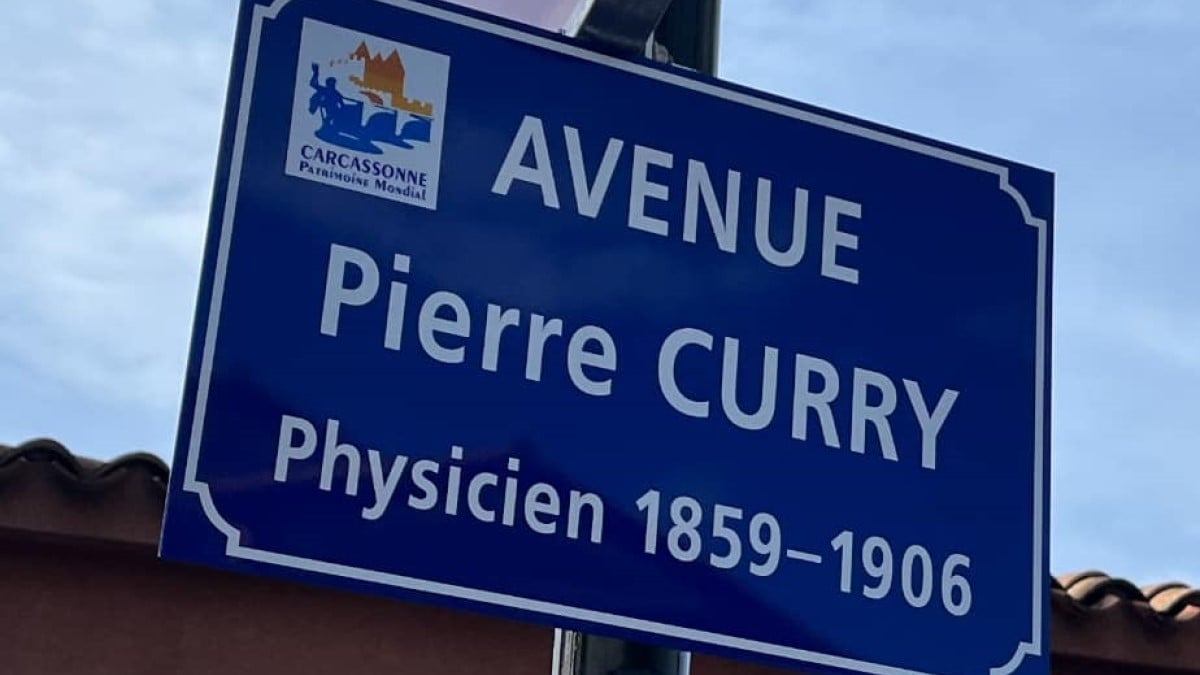 CARCASSONNE
PATRIMOINE MONDIAL
AVENUE
Pierre CURRY
Physicien 1859-1906